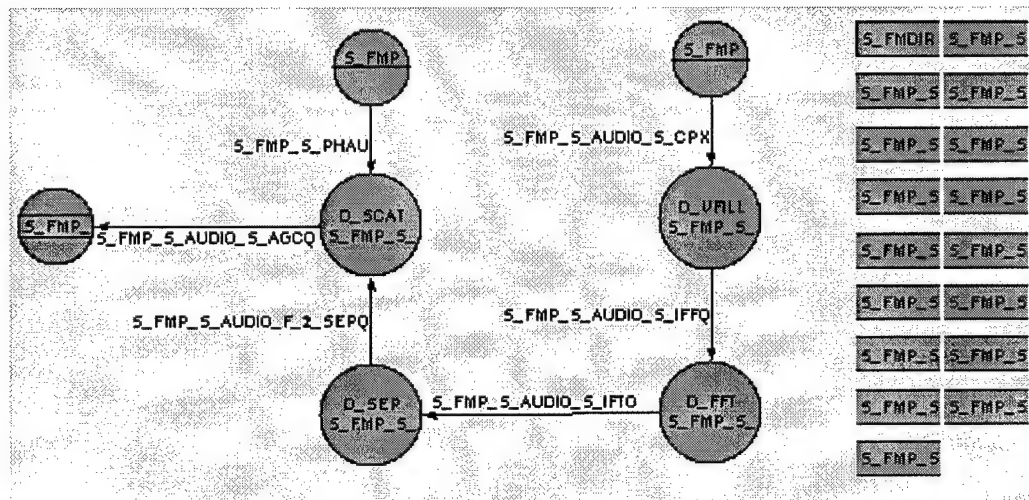 S_FMP
S_FMP
S_FMDIR S_FMP_S
S_FMP_S S_FMP_S
S_FMP_S_PHAU
S_FMP_S_AUDIO_S_CPX
S_FMP_S S_FMP_S
S_FMP_S S_FMP_S
S_FMP_
D_SCAT
S_FMP_S_
D_VMLL
S_FMP_S_
S_FMP_S_AUDIO_S_AGCQ
S_FMP_S S_FMP_S
S_FMP_S S_FMP_S
S_FMP_S_AUDIO_F_2_SEPQ
S_FMP_S_AUDIO_S_IFFQ
S_FMP_S S_FMP_S
D_SEP
S_FMP_S_
S_FMP_S_AUDIO_S_IFTO
D_FFT
S_FMP_S_
S_FMP_S S_FMP_S
S_FMP_S